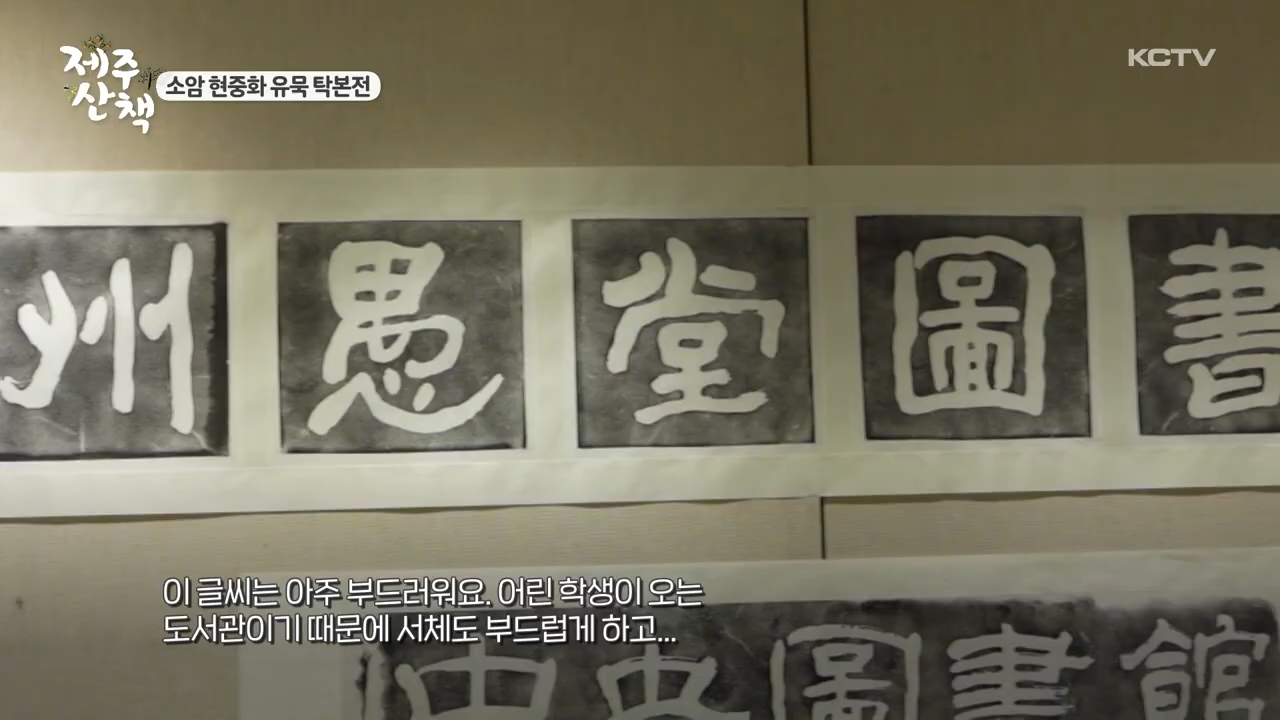 제주
산책
소암 현중화 유묵 탁본전
KCTV
州愚堂圖書
이 글씨는 아주 부드러워요. 어린 학생이 오는
도서관이기 때문에 서체도 부드럽게 하고...
中央圖書館